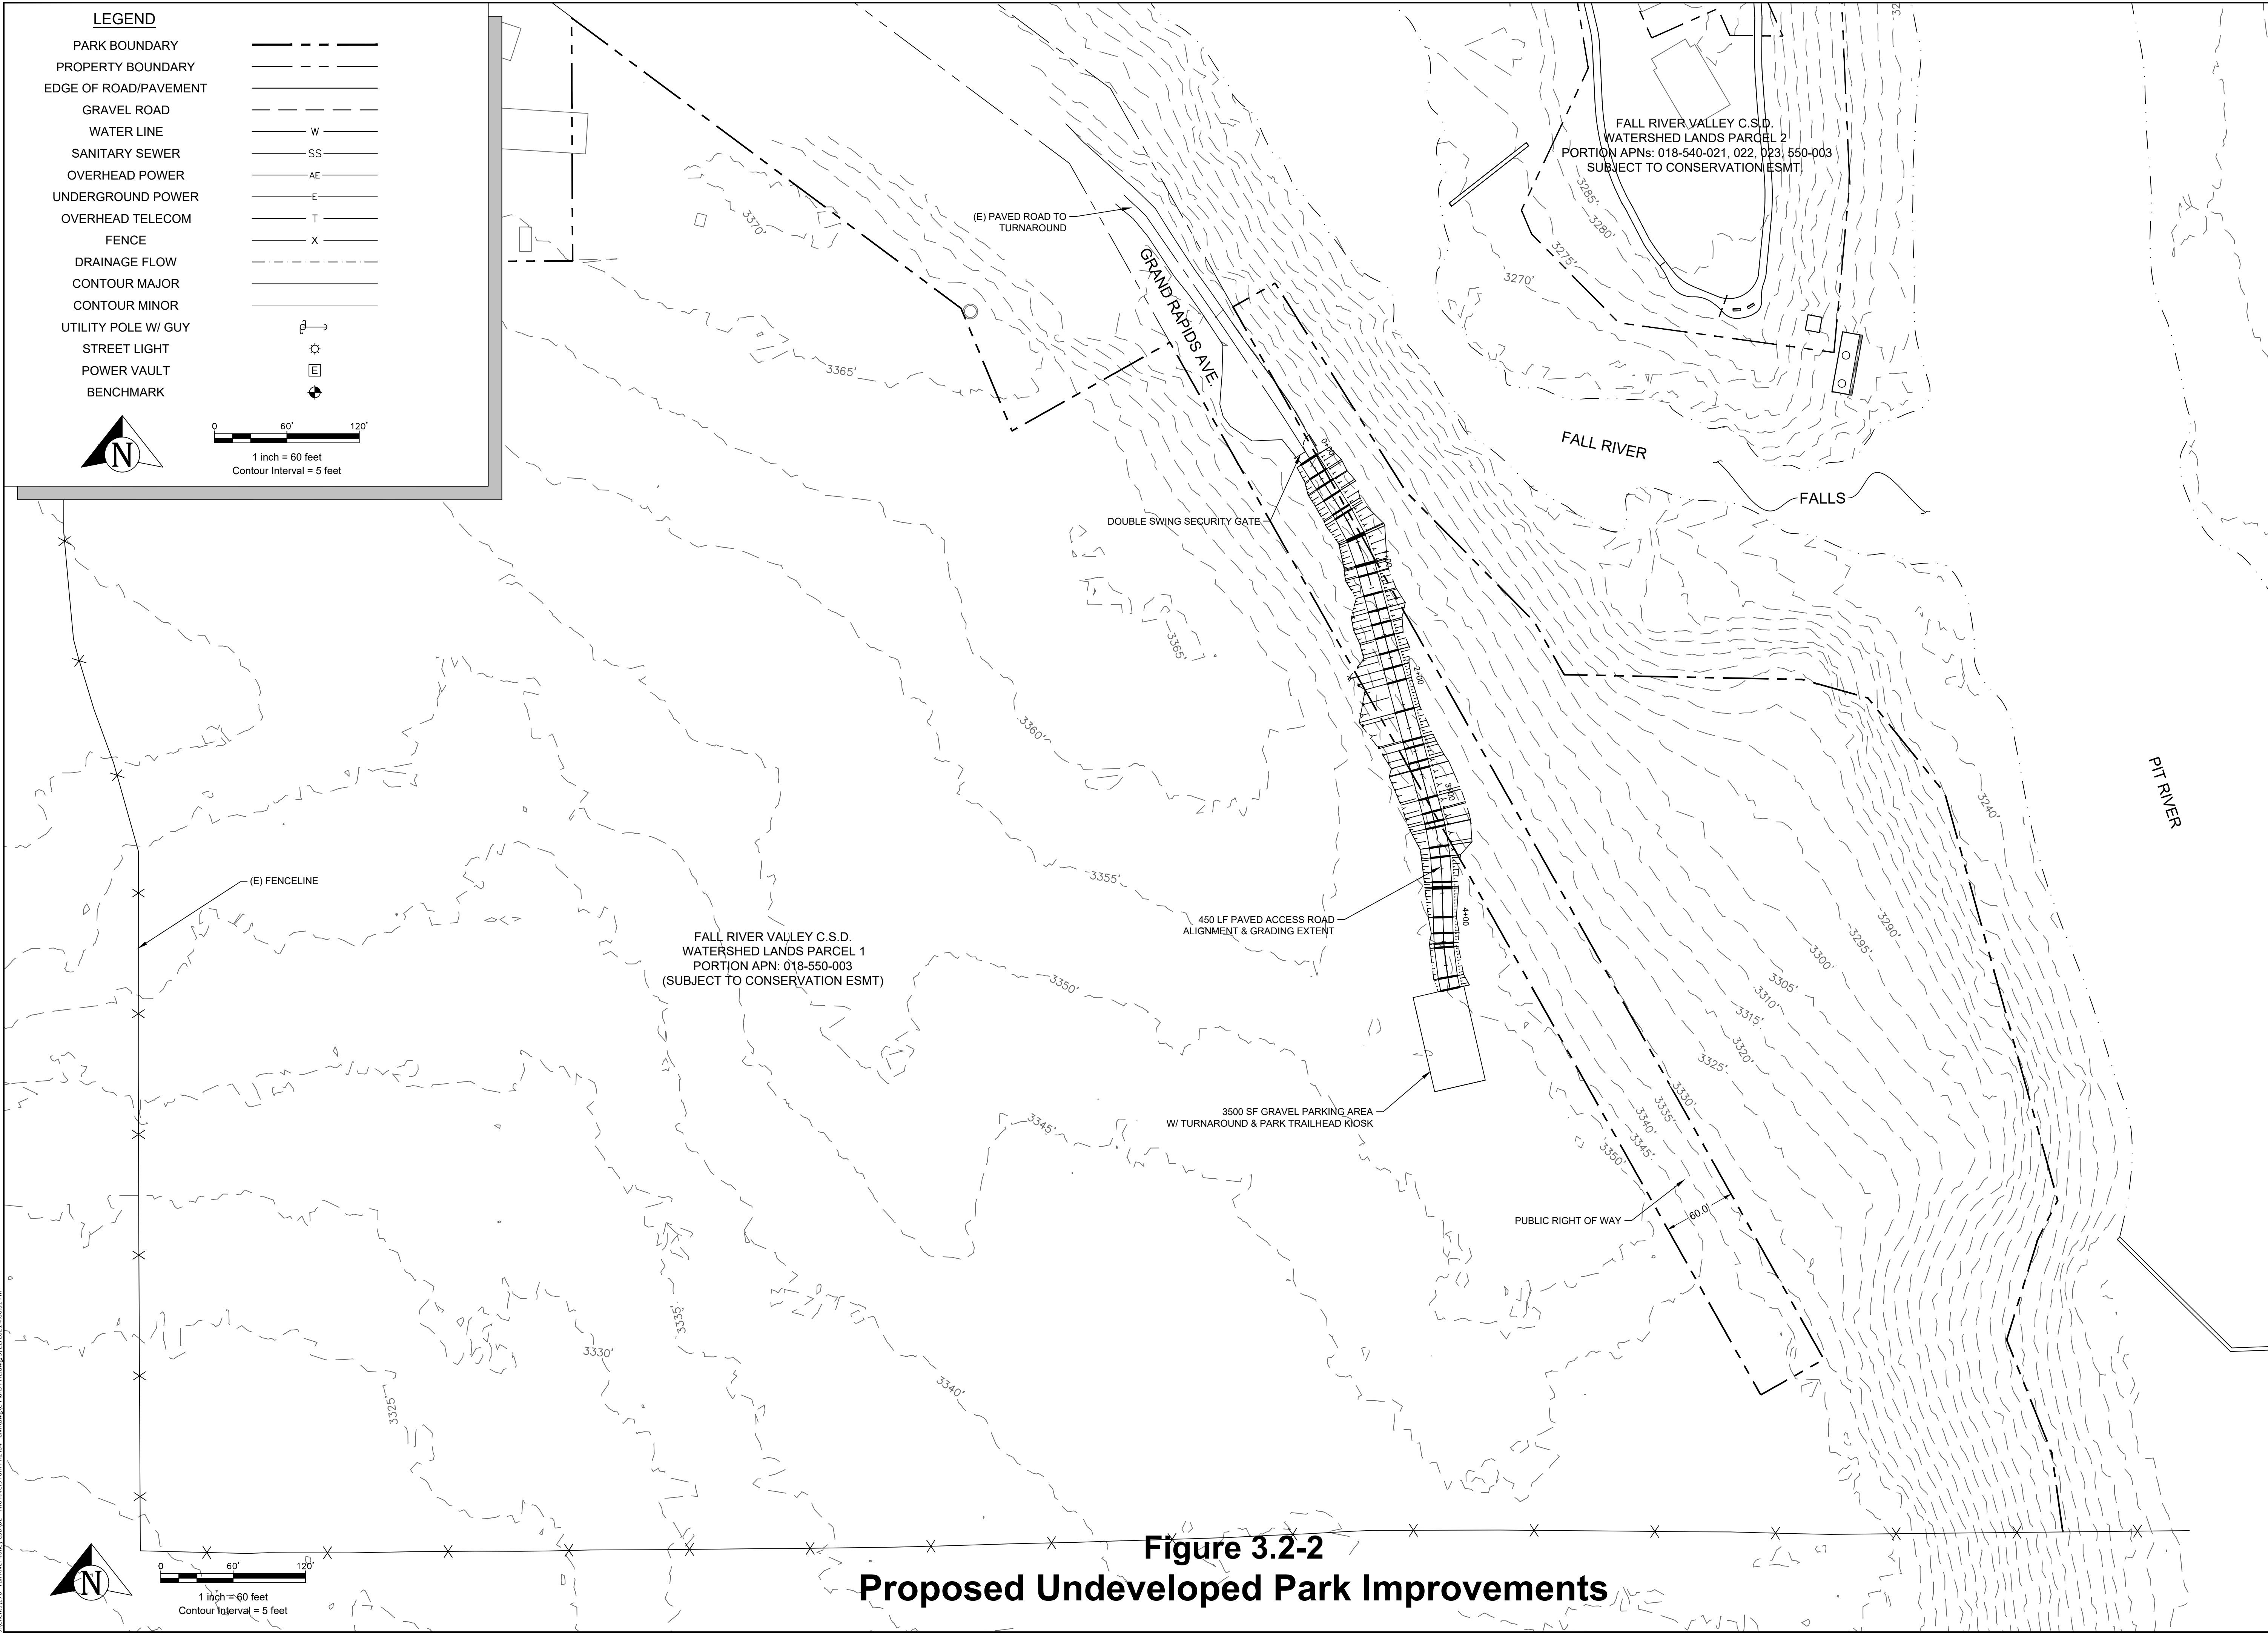 LEGEND
PARK BOUNDARY
PROPERTY BOUNDARY
EDGE OF ROAD/PAVEMENT
GRAVEL ROAD
WATER LINE
W
SANITARY SEWER
SS
OVERHEAD POWER
AE
UNDERGROUND POWER
E
OVERHEAD TELECOM
T
FENCE
X
DRAINAGE FLOW
CONTOUR MAJOR
CONTOUR MINOR
UTILITY POLE W/ GUY
STREET LIGHT
POWER VAULT
E
BENCHMARK
N
0 60' 120'
1 inch = 60 feet
Contour Interval = 5 feet
FALL RIVER VALLEY C.S.D.
WATERSHED LANDS PARCEL 2
PORTION APNs: 018-540-021, 022, 023, 550-003
SUBJECT TO CONSERVATION ESMT.
3285'
3280'
3275'
3270'
(E) PAVED ROAD TO
TURNAROUND
GRAND RAPIDS AVE.
3370'
3365'
FALL RIVER
FALLS
DOUBLE SWING SECURITY GATE
0+00
1+00
2+00
3+00
4+00
3365'
3360'
3355'
PIT RIVER
3240'
(E) FENCELINE
450 LF PAVED ACCESS ROAD
ALIGNMENT & GRADING EXTENT
FALL RIVER VALLEY C.S.D.
WATERSHED LANDS PARCEL 1
PORTION APN: 018-550-003
(SUBJECT TO CONSERVATION ESMT)
3290'
3295'
3300'
3305'
3310'
3315'
3320'
3325'
3330'
3335'
3340'
3345'
3350'
3350'
3345'
3500 SF GRAVEL PARKING AREA
W/ TURNAROUND & PARK TRAILHEAD KIOSK
PUBLIC RIGHT OF WAY
60.0'
3335'
3330'
3325'
3340'
N
0 60' 120'
1 inch = 60 feet
Contour Interval = 5 feet
Figure 3.2-2
Proposed Undeveloped Park Improvements